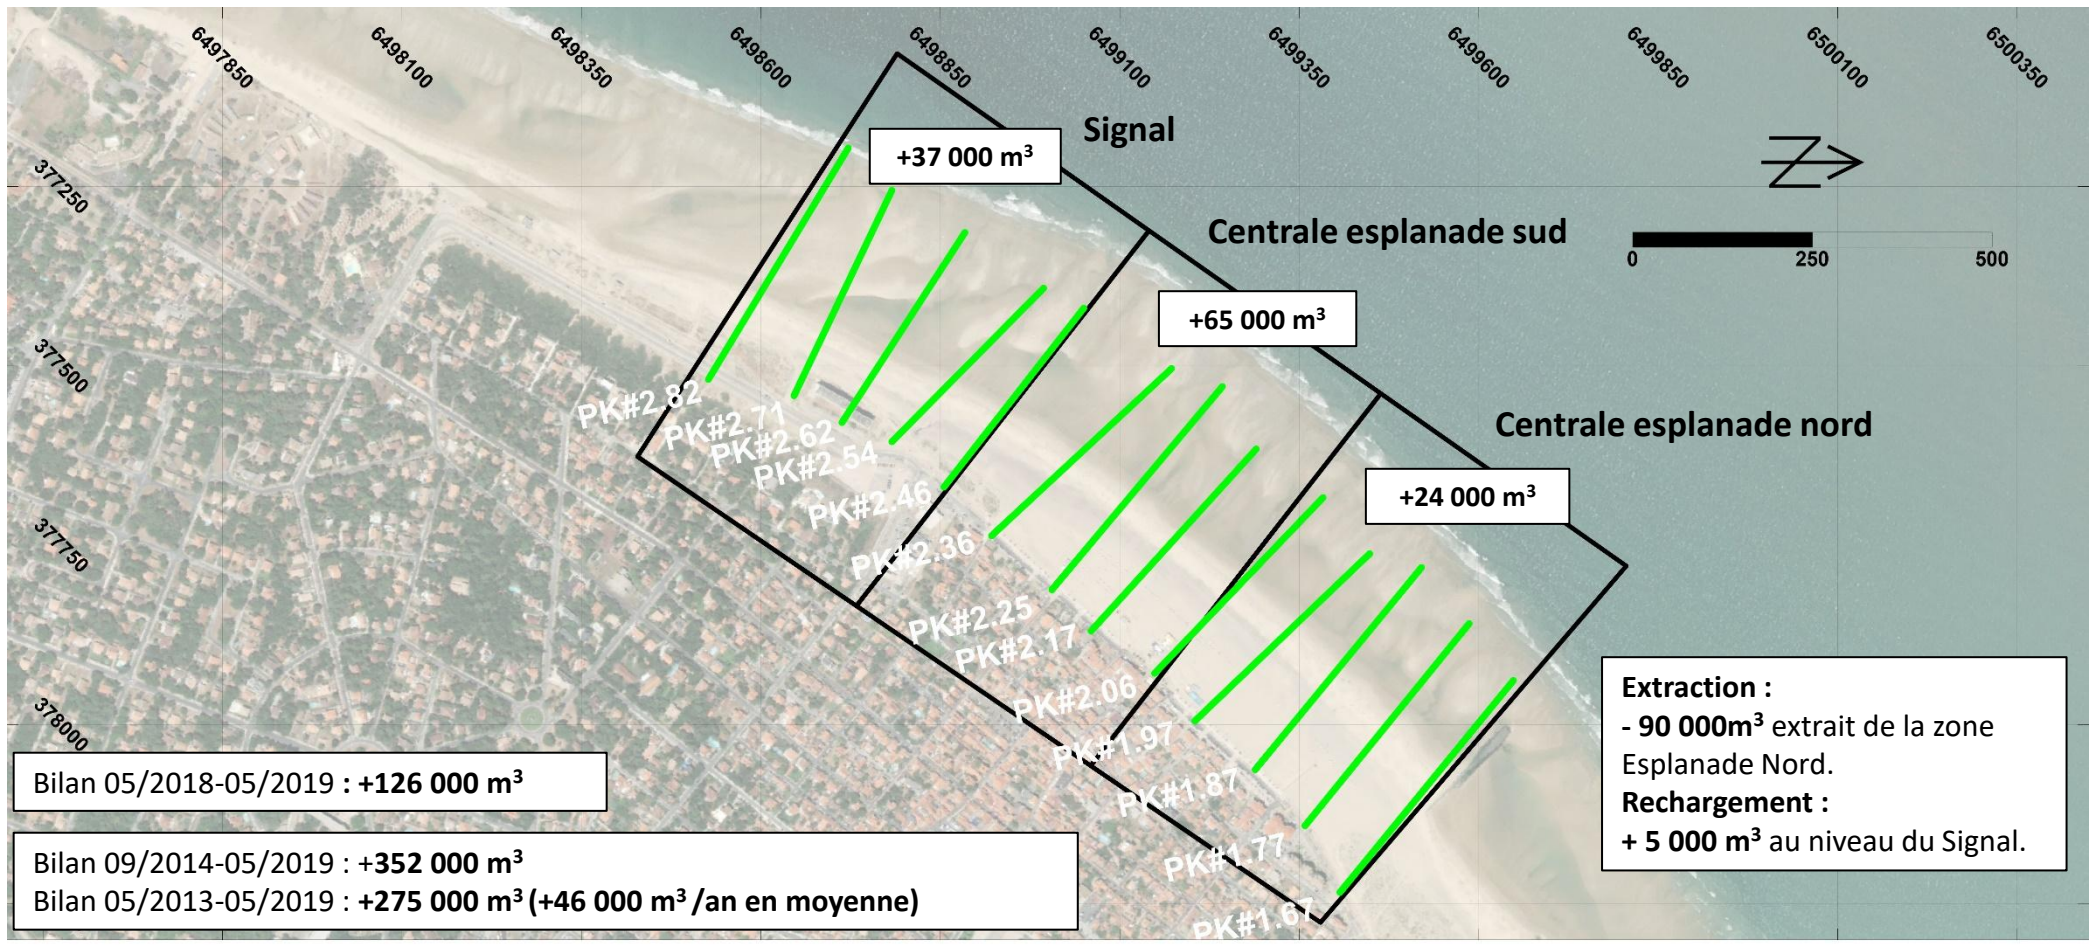 6497850
6498100
6498350
6498600
6498850
6499100
6499350
6499600
6499850
6500100
6500350
377250
377500
377750
378000
Signal
+37 000 m³
Centrale esplanade sud
+65 000 m³
Centrale esplanade nord
+24 000 m³
Z
0 250 500
PK#2.82
PK#2.71
PK#2.62
PK#2.54
PK#2.46
PK#2.36
PK#2.25
PK#2.17
PK#2.06
PK#1.97
PK#1.87
PK#1.77
PK#1.67
Extraction :
- 90 000m³ extrait de la zone
Esplanade Nord.
Rechargement :
+ 5 000 m³ au niveau du Signal.
Bilan 05/2018-05/2019 : +126 000 m³
Bilan 09/2014-05/2019 : +352 000 m³
Bilan 05/2013-05/2019 : +275 000 m³ (+46 000 m³ /an en moyenne)